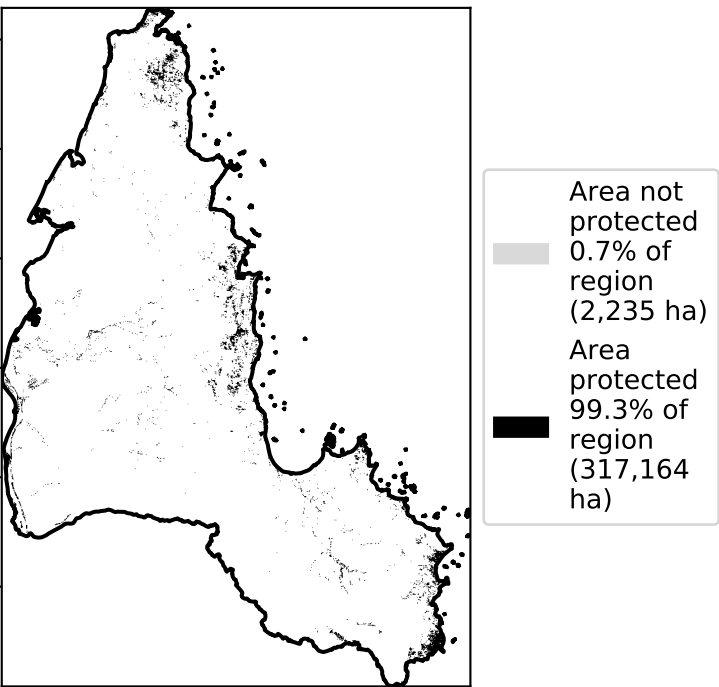 Area not
protected
0.7% of
region
(2,235 ha)
Area
protected
99.3% of
region
(317,164
ha)